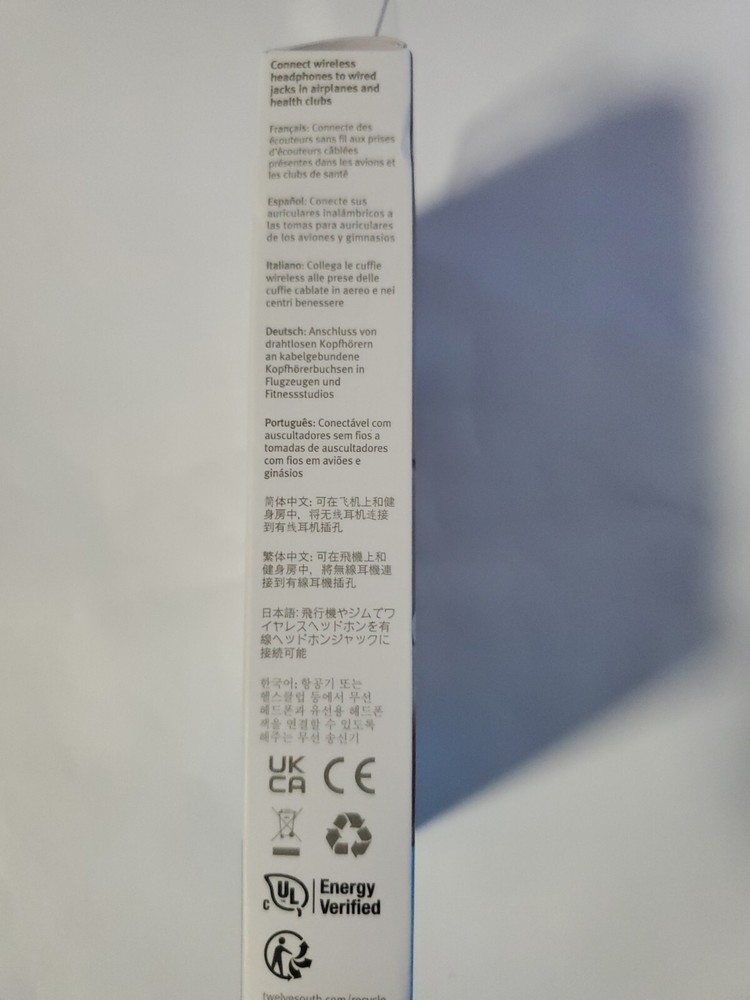 Connect wireless
headphones to wired
jacks in airplanes and
health clubs
Français: Connecte des
écouteurs sans fil aux prises
d'écouteurs câblées
présentes dans les avions et
les clubs de santé
Español: Conecte sus
auriculares inalámbricos a
las tomas para auriculares
de los aviones y gimnasios
Italiano: Collega le cuffie
wireless alle prese delle
cuffie cablate in aereo e nei
centri benessere
Deutsch: Anschluss von
drahtlosen Kopfhörern
an kabelgebundene
Kopfhörerbuchsen in
Flugzeugen und
Fitnessstudios
Português: Conectável com
auscultadores sem fios a
tomadas de auscultadores
com fios em aviões e
ginásios
简体中文: 可在飞机上和健
身房中，将无线耳机连接
到有线耳机插孔
繁体中文: 可在飛機上和
健身房中，將無線耳機連
接到有線耳機插孔
日本語: 飛行機やジムでワ
イヤレスヘッドホンを有
線ヘッドホンジャックに
接続可能
한국어: 항공기 또는
헬스클럽 등에서 무선
헤드폰과 유선용 헤드폰
잭을 연결할 수 있도록
해주는 무선 송신기
UK
CA CE
C UL Energy
Verified
twelvesouth.com/recycle